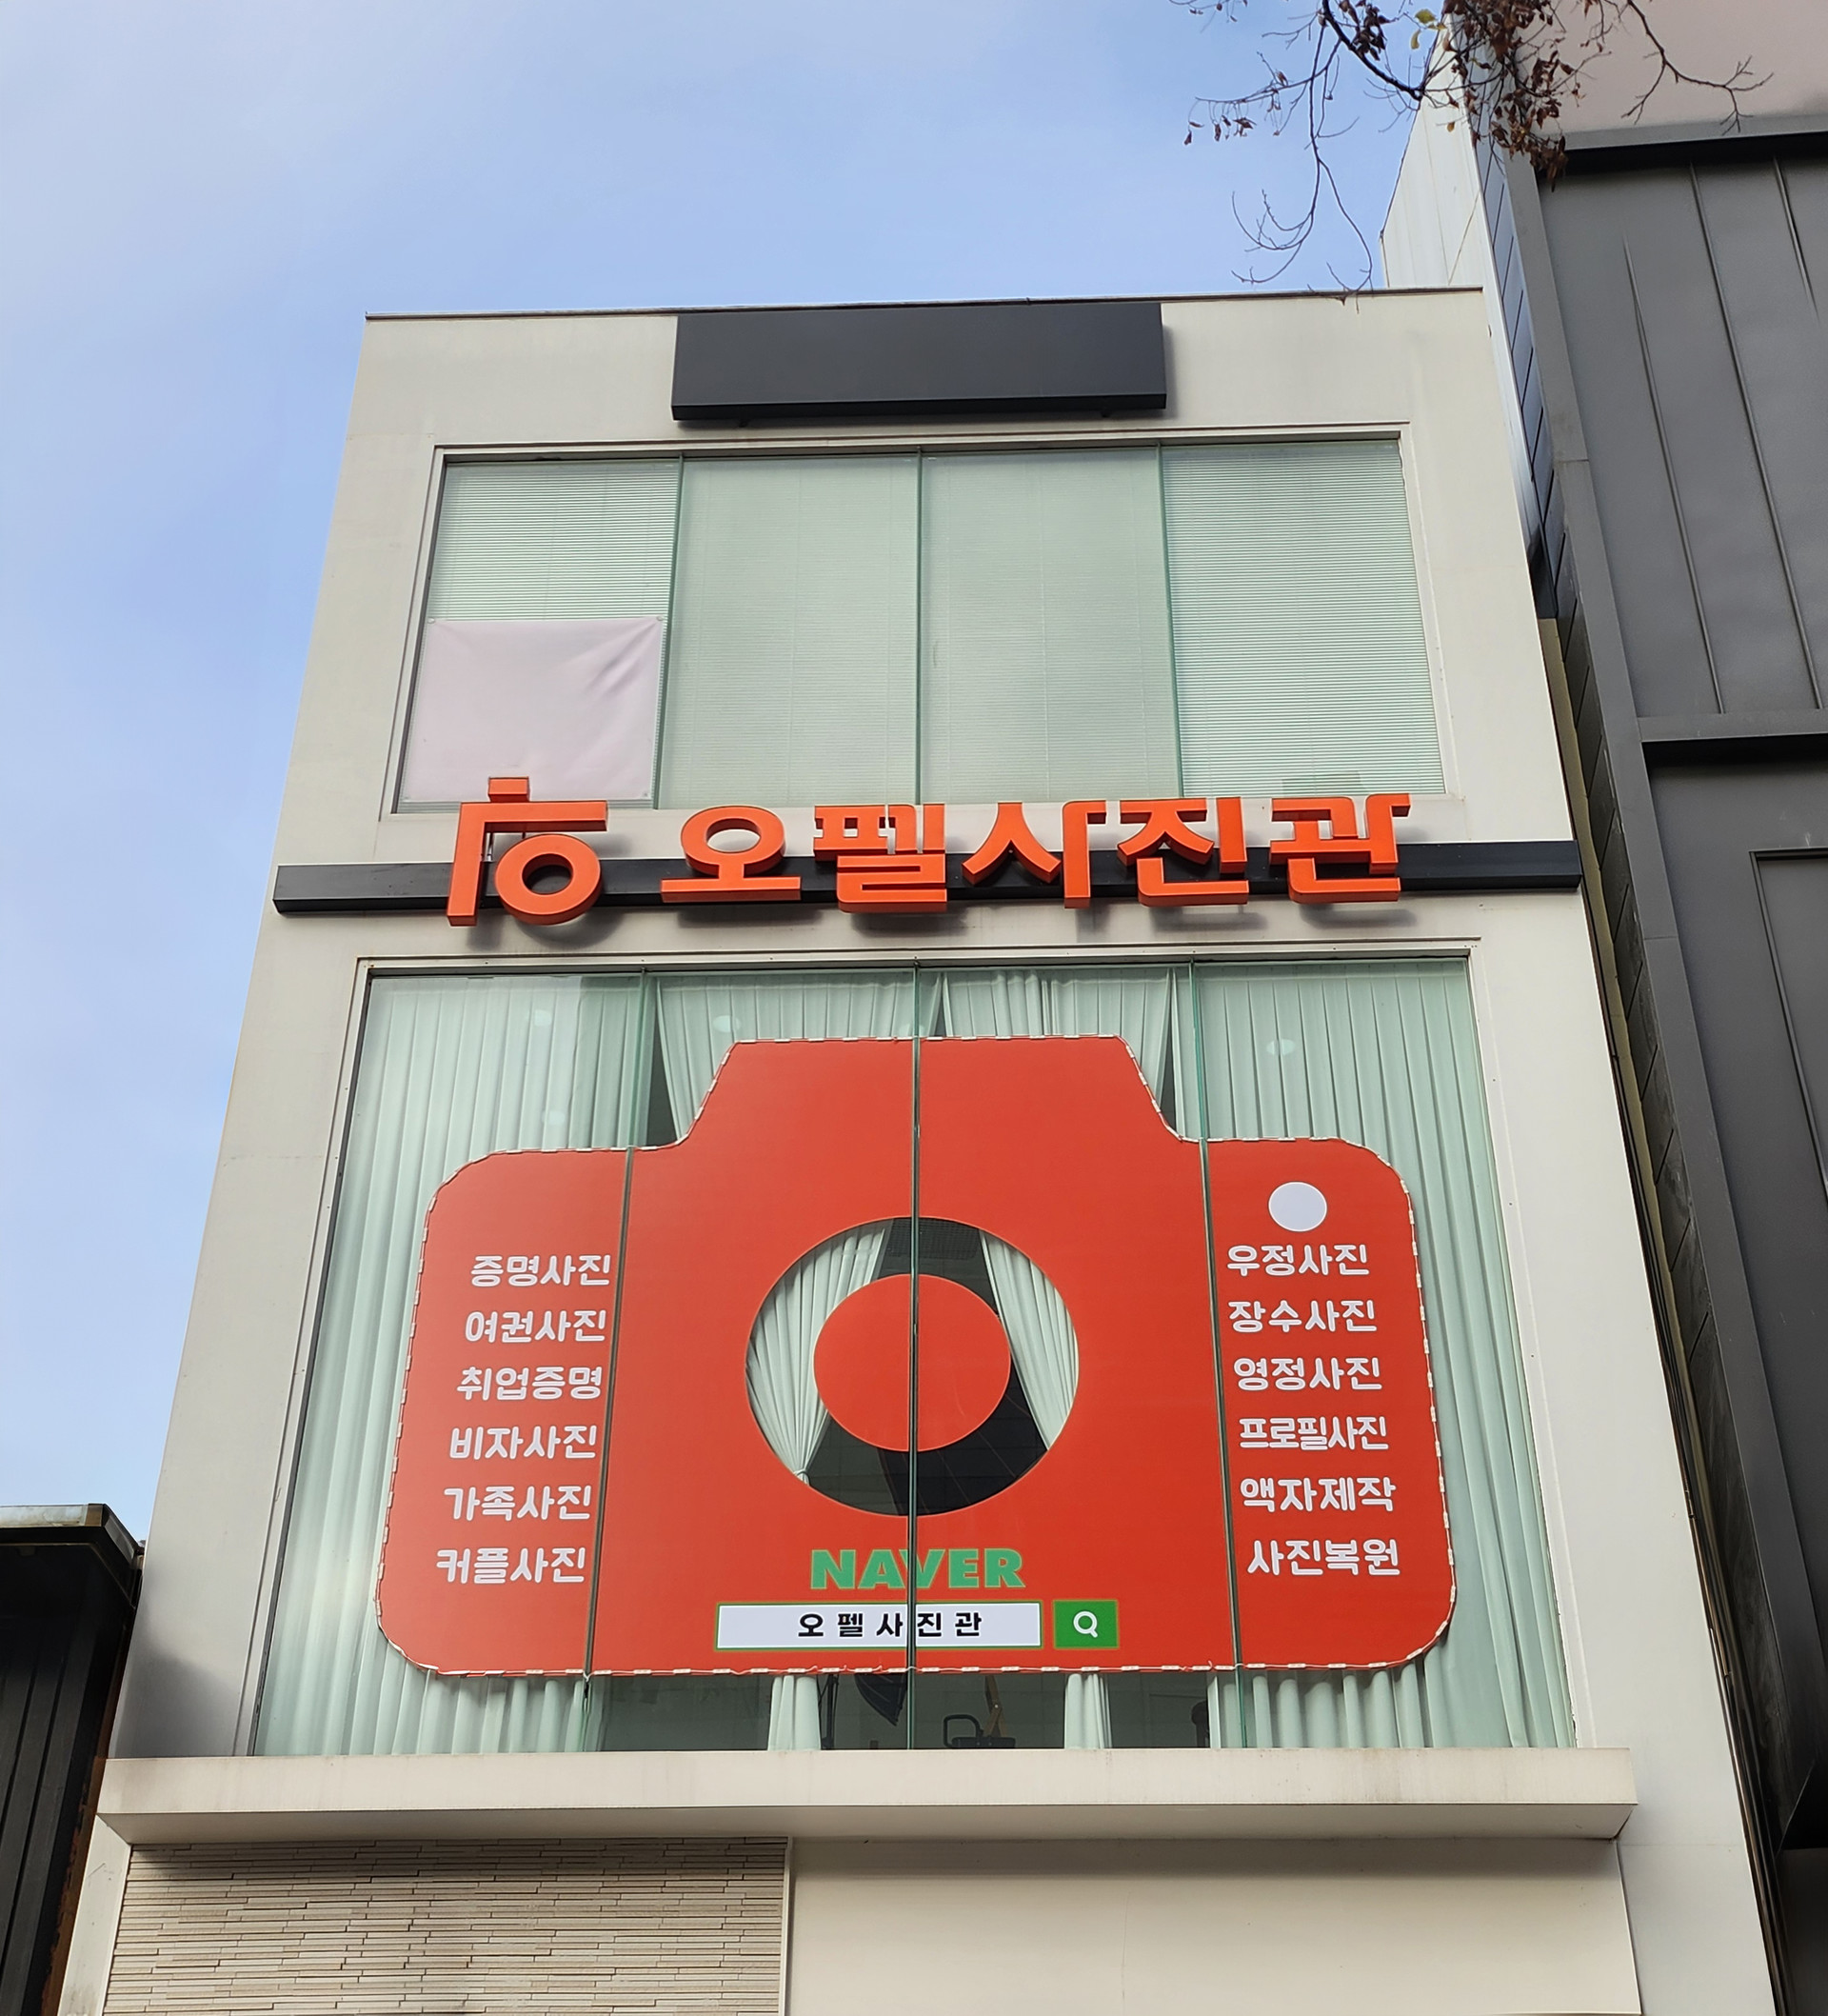 오펠사진관
증명사진
여권사진
취업증명
비자사진
가족사진
커플사진
우정사진
장수사진
영정사진
프로필사진
액자제작
사진복원
NAVER
오펠사진관